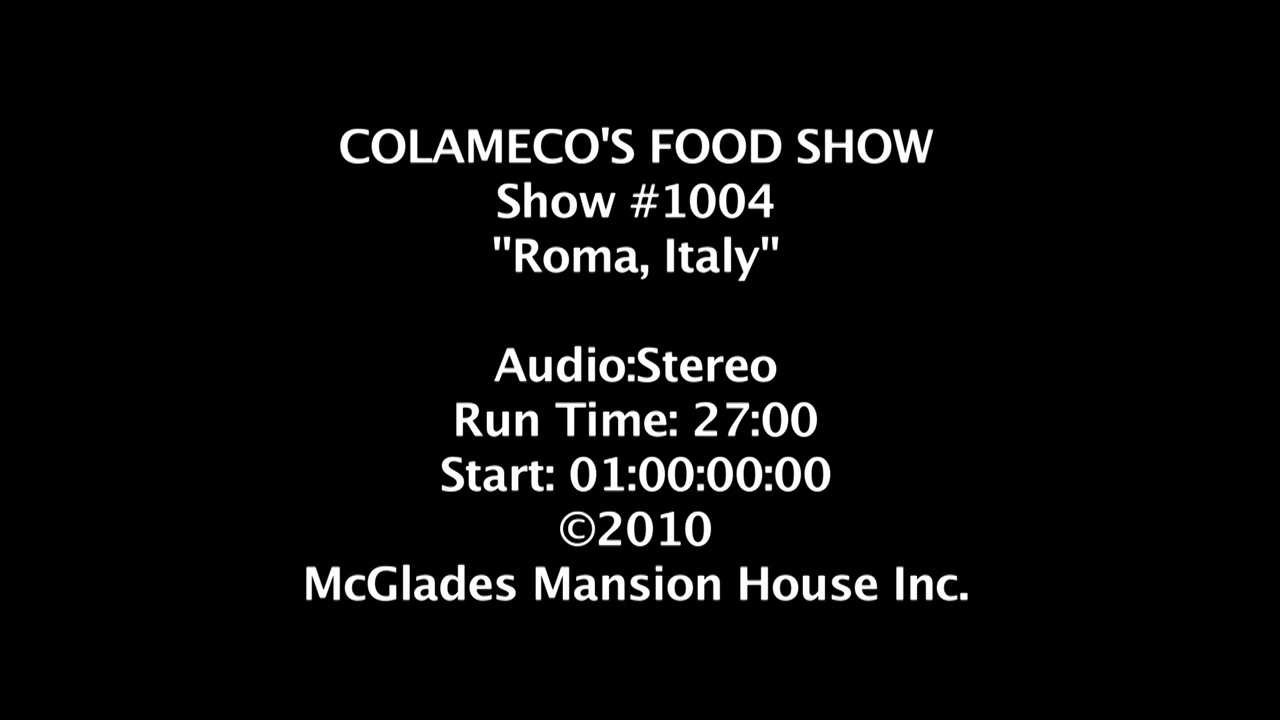 COLAMECO'S FOOD SHOW
Show #1004
"Roma, Italy"
Audio:Stereo
Run Time: 27:00
Start: 01:00:00:00
©2010
McGlades Mansion House Inc.